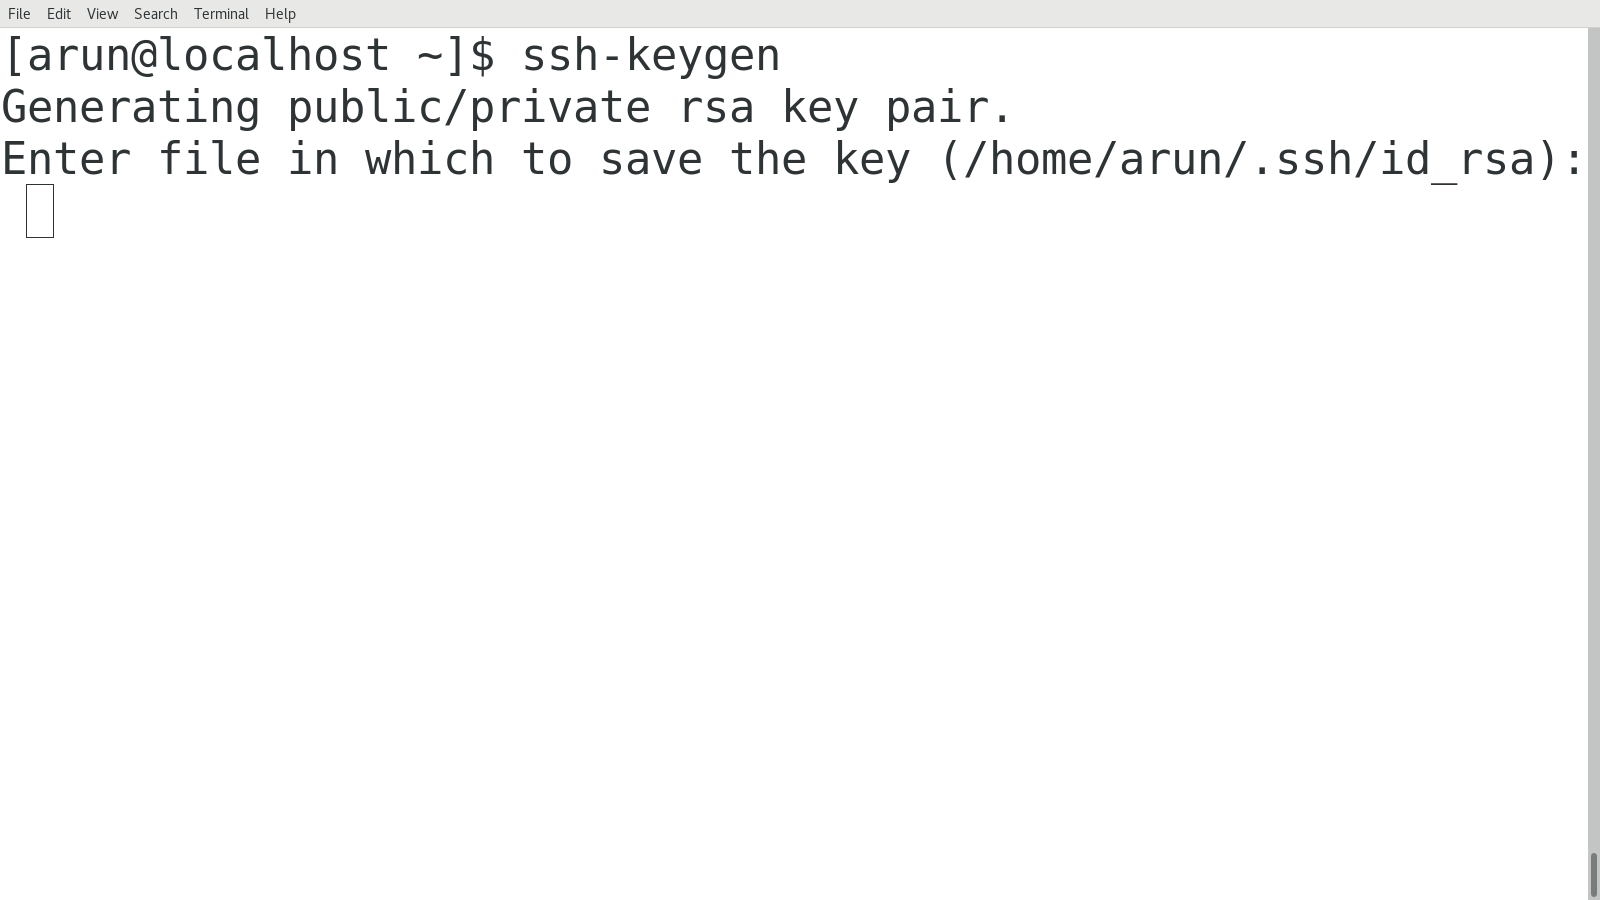 File Edit View Search Terminal Help
[arun@localhost ~]$ ssh-keygen
Generating public/private rsa key pair.
Enter file in which to save the key (/home/arun/.ssh/id_rsa):